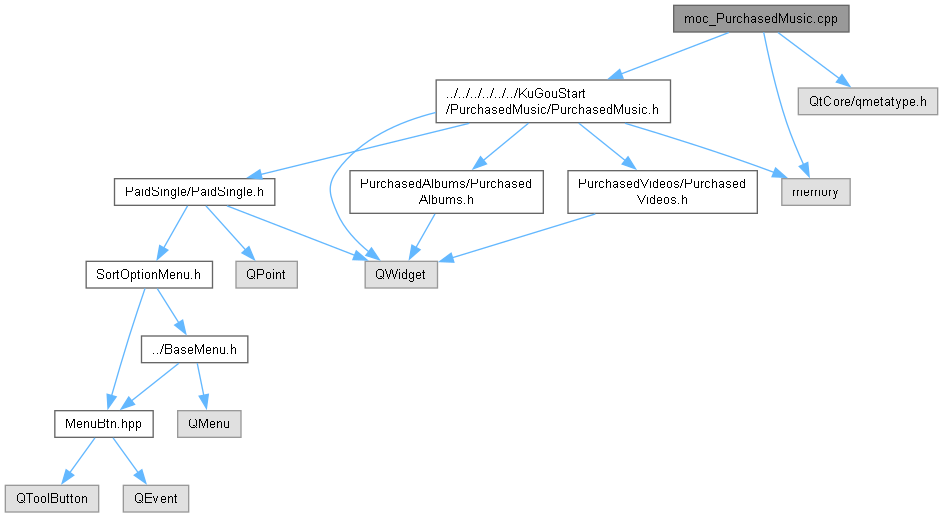 moc_PurchasedMusic.cpp
../../../../../../KuGouStart
/PurchasedMusic/PurchasedMusic.h
QtCore/qmetatype.h
PaidSingle/PaidSingle.h
PurchasedAlbums/Purchased
Albums.h
PurchasedVideos/Purchased
Videos.h
memory
SortOptionMenu.h
QPoint
QWidget
../BaseMenu.h
MenuBtn.hpp
QMenu
QToolButton
QEvent